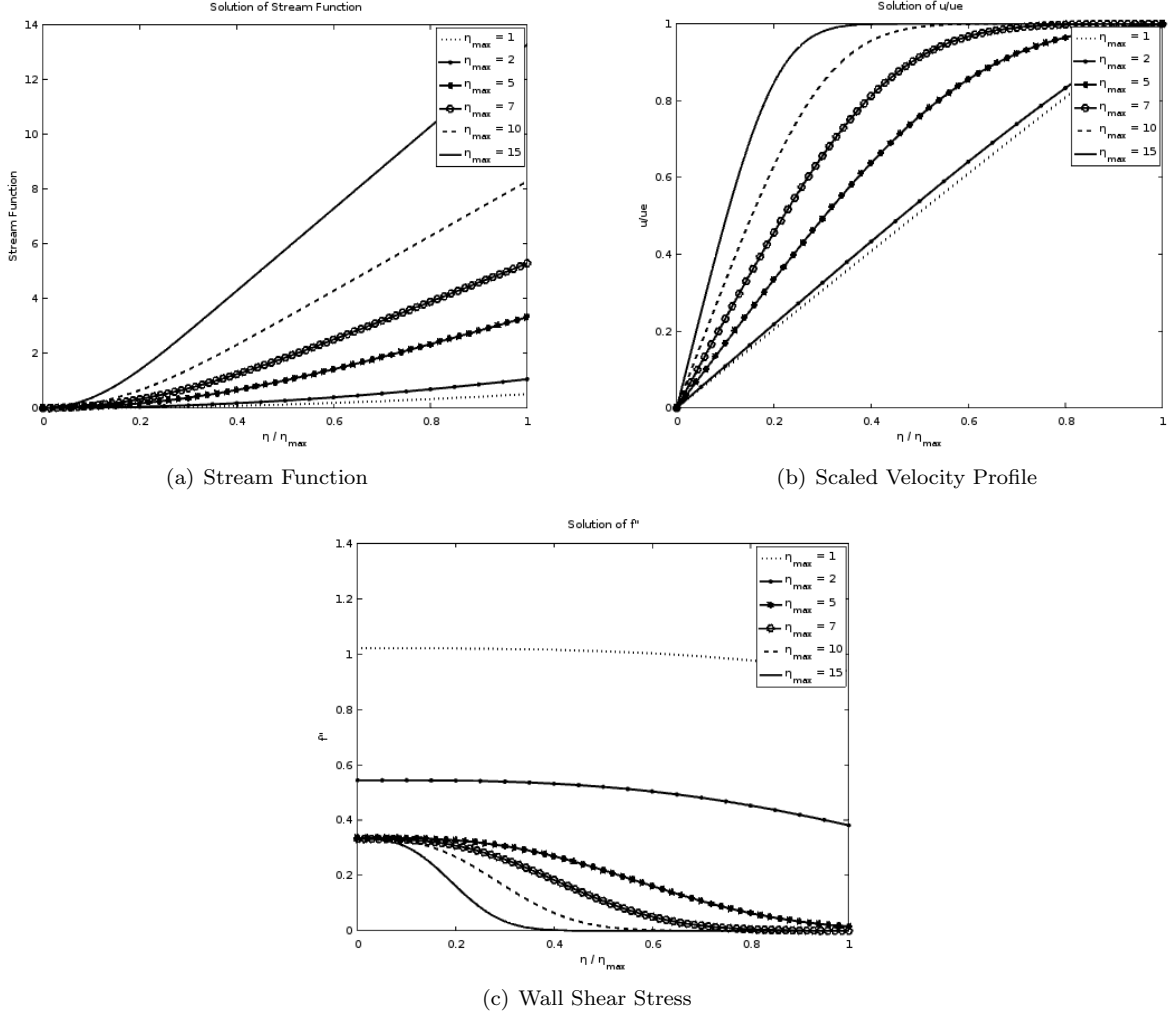 Solution of Stream Function
14
12
10
8
6
4
2
0
Stream Function
η_max = 1
η_max = 2
η_max = 5
η_max = 7
η_max = 10
η_max = 15
0 0.2 0.4 0.6 0.8 1
η / η_max
(a) Stream Function
Solution of u/ue
1
0.8
0.6
0.4
0.2
0
u/ue
η_max = 1
η_max = 2
η_max = 5
η_max = 7
η_max = 10
η_max = 15
0 0.2 0.4 0.6 0.8 1
η / η_max
(b) Scaled Velocity Profile
Solution of f"
1.4
1.2
1
0.8
0.6
0.4
0.2
0
f"
η_max = 1
η_max = 2
η_max = 5
η_max = 7
η_max = 10
η_max = 15
0 0.2 0.4 0.6 0.8 1
η / η_max
(c) Wall Shear Stress